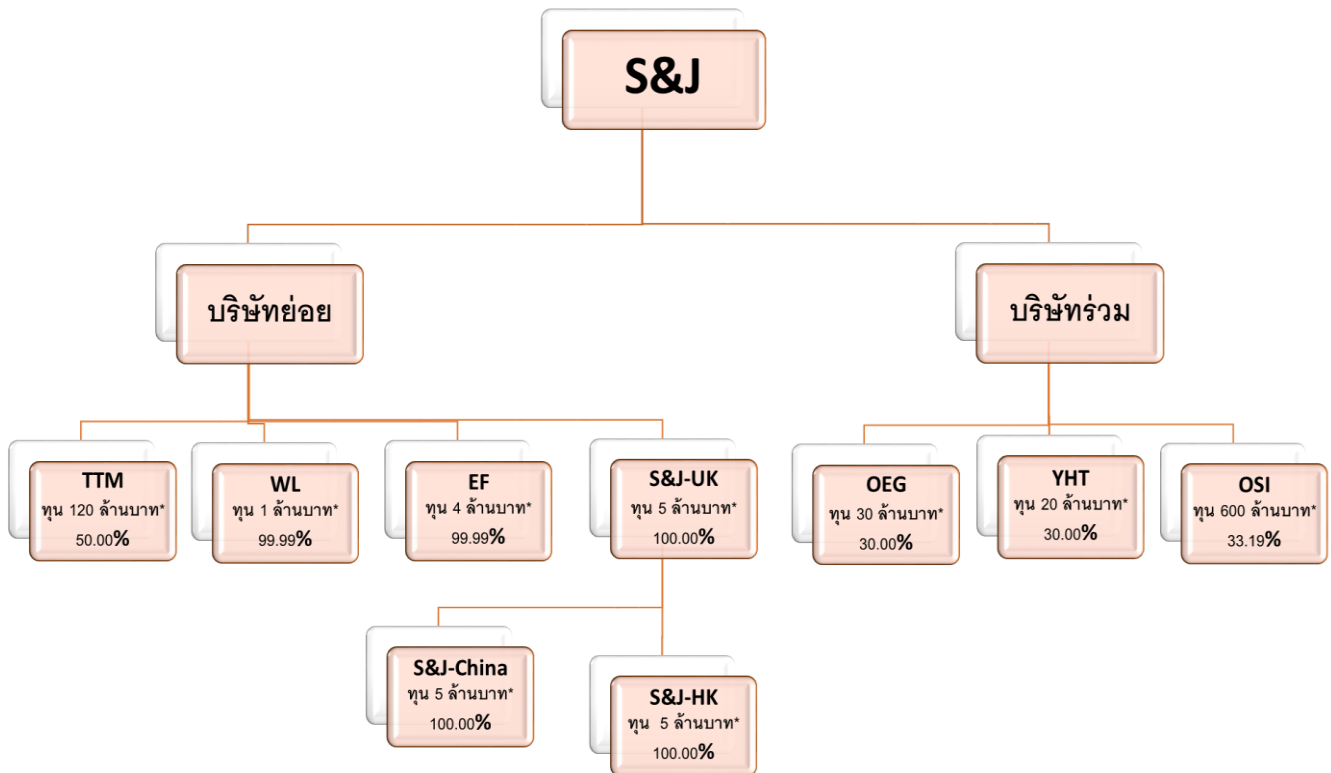 S&J
บริษัทย่อย
บริษัทร่วม
TTM
ทุน 120 ล้านบาท*
50.00%
WL
ทุน 1 ล้านบาท*
99.99%
EF
ทุน 4 ล้านบาท*
99.99%
S&J-UK
ทุน 5 ล้านบาท*
100.00%
OEG
ทุน 30 ล้านบาท*
30.00%
YHT
ทุน 20 ล้านบาท*
30.00%
OSI
ทุน 600 ล้านบาท*
33.19%
S&J-China
ทุน 5 ล้านบาท*
100.00%
S&J-HK
ทุน 5 ล้านบาท*
100.00%